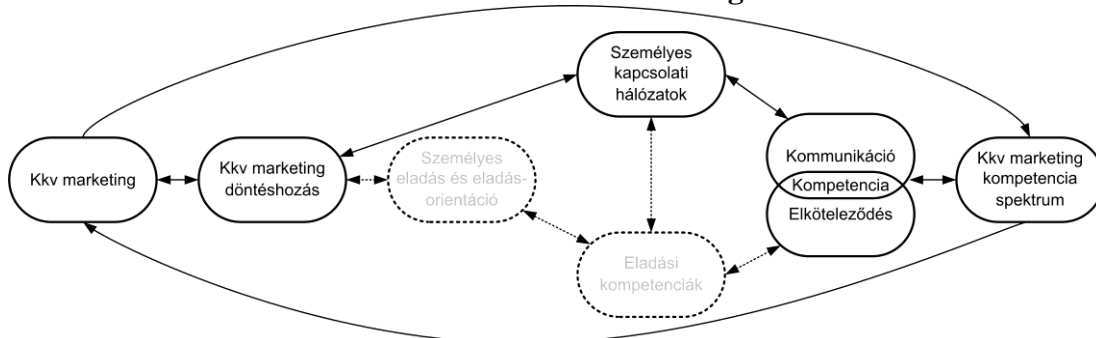 Kkv marketing
Kkv marketing
döntéshozás
Személyes
eladás és eladás-
orientáció
Személyes
kapcsolati
hálózatok
Eladási
kompetenciák
Kommunikáció
Kompetencia
Elköteleződés
Kkv marketing
kompetencia
spektrum